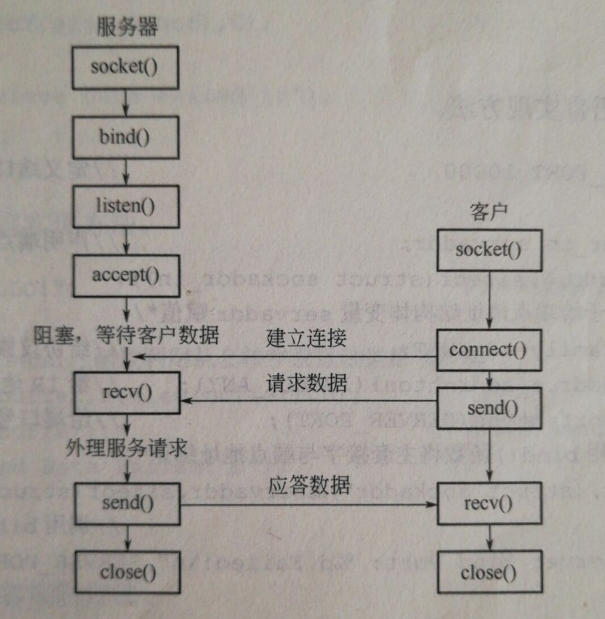 服务器
socket()
bind()
listen()
accept()
阻塞，等待客户数据
recv()
外理服务请求
send()
close()
客户
socket()
建立连接
connect()
请求数据
send()
应答数据
recv()
close()